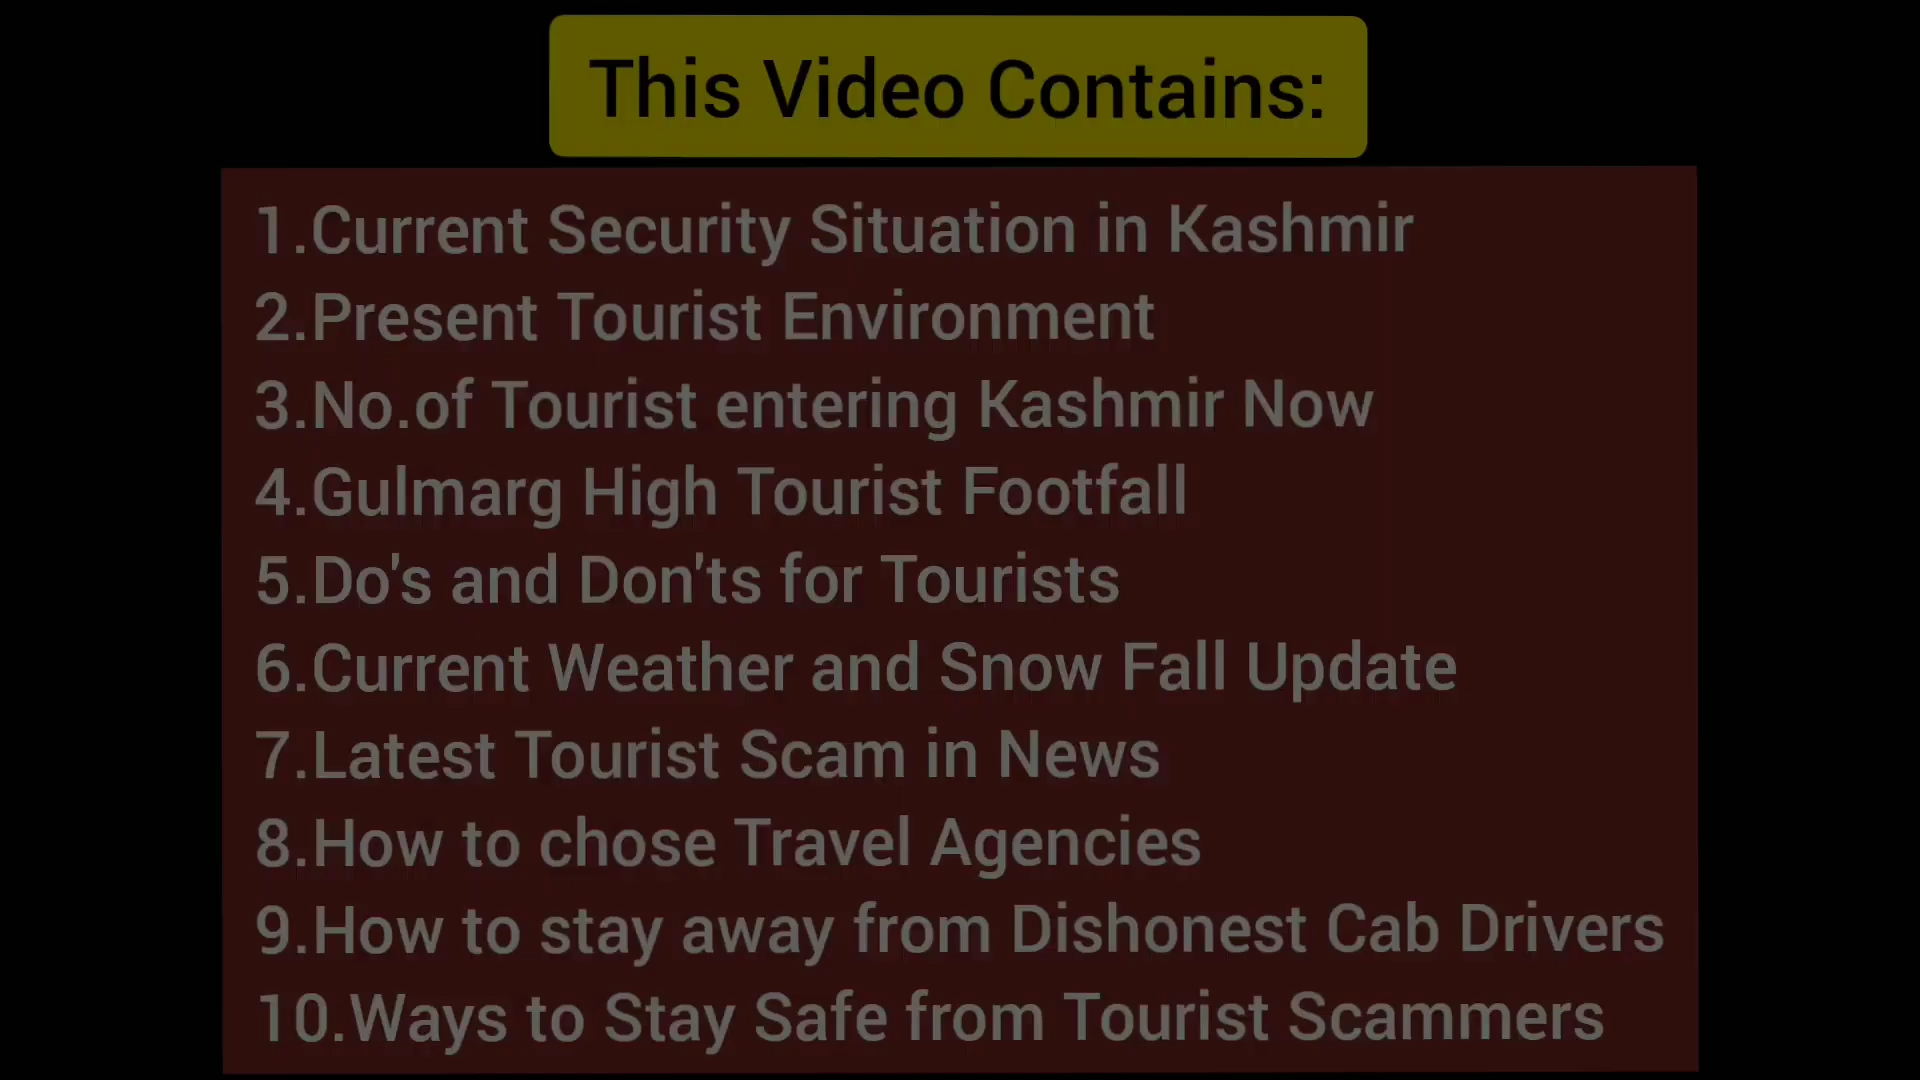 This Video Contains:
1.Current Security Situation in Kashmir
2.Present Tourist Environment
3.No.of Tourist entering Kashmir Now
4.Gulmarg High Tourist Footfall
5.Do's and Don'ts for Tourists
6.Current Weather and Snow Fall Update
7.Latest Tourist Scam in News
8.How to chose Travel Agencies
9.How to stay away from Dishonest Cab Drivers
10.Ways to Stay Safe from Tourist Scammers